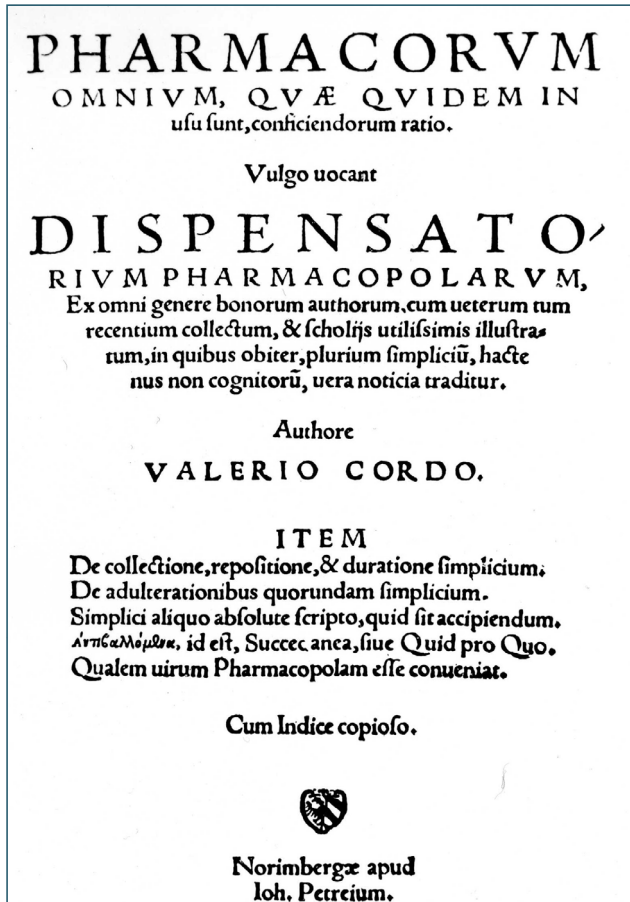 PHARMACORVM
OMNIVM, QVÆ QVIDEM IN
uſu ſunt, conficiendorum ratio.
Vulgo uocant
DISPENSATO-
RIVM PHARMACOPOLARVM,
Ex omni genere bonorum authorum, cum ueterum tum
recentium collectum, & ſcholijs utiliſsimis illuſtra-
tum, in quibus obiter, plurium ſimpliciũ, hacte
nus non cognitorũ, uera noticia traditur.
Authore
VALERIO CORDO.
ITEM
De collectione, repoſitione, & duratione ſimplicium.
De adulterationibus quorundam ſimplicium.
Simplici aliquo abſolute ſcripto, quid ſit accipiendum.
Ἀντιβαλλόμενα, id eſt, Succecanea, ſiue Quid pro Quo.
Qualem uirum Pharmacopolam eſſe conueniat.
Cum Indice copioſo.
Norimbergæ apud
Ioh. Petreium.